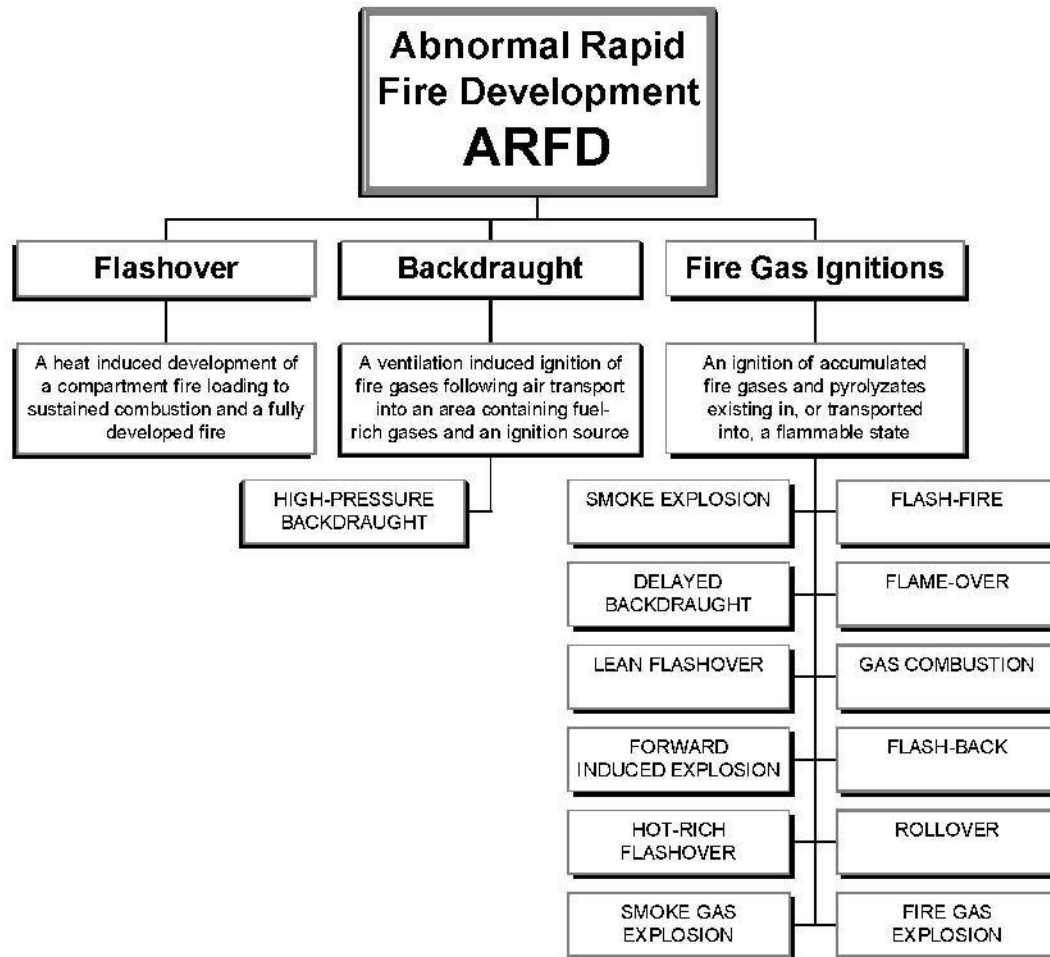 Abnormal Rapid
Fire Development
ARFD
Flashover
Backdraught
Fire Gas Ignitions
A heat induced development of
a compartment fire loading to
sustained combustion and a fully
developed fire
A ventilation induced ignition of
fire gases following air transport
into an area containing fuel-
rich gases and an ignition source
An ignition of accumulated
fire gases and pyrolyzates
existing in, or transported
into, a flammable state
HIGH-PRESSURE
BACKDRAUGHT
SMOKE EXPLOSION
FLASH-FIRE
DELAYED
BACKDRAUGHT
FLAME-OVER
LEAN FLASHOVER
GAS COMBUSTION
FORWARD
INDUCED EXPLOSION
FLASH-BACK
HOT-RICH
FLASHOVER
ROLLOVER
SMOKE GAS
EXPLOSION
FIRE GAS
EXPLOSION